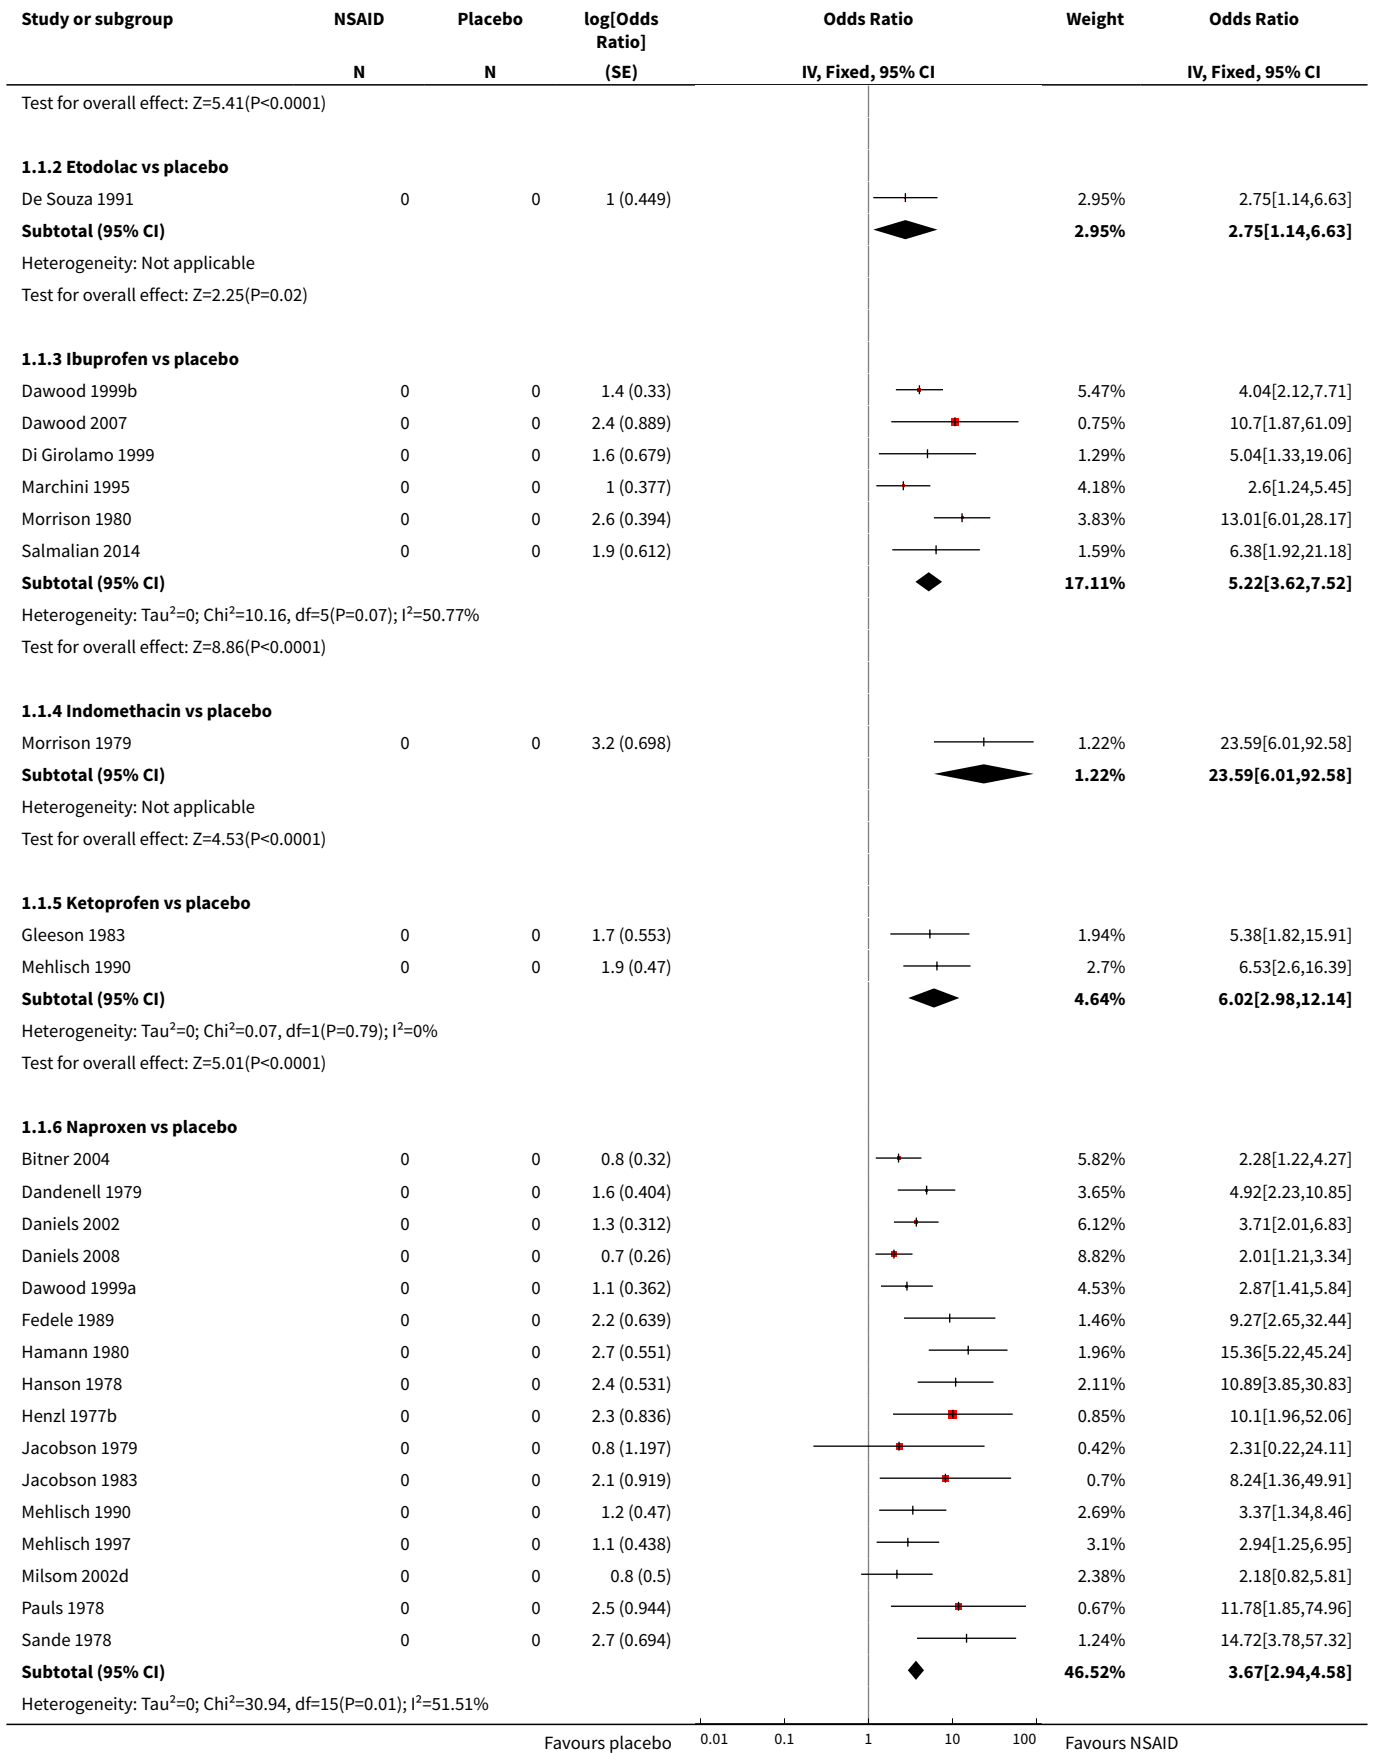 Study or subgroup NSAID Placebo log[Odds Ratio] Odds Ratio Weight Odds Ratio
N N (SE) IV, Fixed, 95% CI IV, Fixed, 95% CI
Test for overall effect: Z=5.41(P<0.0001)
1.1.2 Etodolac vs placebo
De Souza 1991 0 0 1 (0.449) 2.95% 2.75[1.14,6.63]
Subtotal (95% CI) 2.95% 2.75[1.14,6.63]
Heterogeneity: Not applicable
Test for overall effect: Z=2.25(P=0.02)
1.1.3 Ibuprofen vs placebo
Dawood 1999b 0 0 1.4 (0.33) 5.47% 4.04[2.12,7.71]
Dawood 2007 0 0 2.4 (0.889) 0.75% 10.7[1.87,61.09]
Di Girolamo 1999 0 0 1.6 (0.679) 1.29% 5.04[1.33,19.06]
Marchini 1995 0 0 1 (0.377) 4.18% 2.6[1.24,5.45]
Morrison 1980 0 0 2.6 (0.394) 3.83% 13.01[6.01,28.17]
Salmalian 2014 0 0 1.9 (0.612) 1.59% 6.38[1.92,21.18]
Subtotal (95% CI) 17.11% 5.22[3.62,7.52]
Heterogeneity: Tau²=0; Chi²=10.16, df=5(P=0.07); I²=50.77%
Test for overall effect: Z=8.86(P<0.0001)
1.1.4 Indomethacin vs placebo
Morrison 1979 0 0 3.2 (0.698) 1.22% 23.59[6.01,92.58]
Subtotal (95% CI) 1.22% 23.59[6.01,92.58]
Heterogeneity: Not applicable
Test for overall effect: Z=4.53(P<0.0001)
1.1.5 Ketoprofen vs placebo
Gleeson 1983 0 0 1.7 (0.553) 1.94% 5.38[1.82,15.91]
Mehlisch 1990 0 0 1.9 (0.47) 2.7% 6.53[2.6,16.39]
Subtotal (95% CI) 4.64% 6.02[2.98,12.14]
Heterogeneity: Tau²=0; Chi²=0.07, df=1(P=0.79); I²=0%
Test for overall effect: Z=5.01(P<0.0001)
1.1.6 Naproxen vs placebo
Bitner 2004 0 0 0.8 (0.32) 5.82% 2.28[1.22,4.27]
Dandenell 1979 0 0 1.6 (0.404) 3.65% 4.92[2.23,10.85]
Daniels 2002 0 0 1.3 (0.312) 6.12% 3.71[2.01,6.83]
Daniels 2008 0 0 0.7 (0.26) 8.82% 2.01[1.21,3.34]
Dawood 1999a 0 0 1.1 (0.362) 4.53% 2.87[1.41,5.84]
Fedele 1989 0 0 2.2 (0.639) 1.46% 9.27[2.65,32.44]
Hamann 1980 0 0 2.7 (0.551) 1.96% 15.36[5.22,45.24]
Hanson 1978 0 0 2.4 (0.531) 2.11% 10.89[3.85,30.83]
Henzl 1977b 0 0 2.3 (0.836) 0.85% 10.1[1.96,52.06]
Jacobson 1979 0 0 0.8 (1.197) 0.42% 2.31[0.22,24.11]
Jacobson 1983 0 0 2.1 (0.919) 0.7% 8.24[1.36,49.91]
Mehlisch 1990 0 0 1.2 (0.47) 2.69% 3.37[1.34,8.46]
Mehlisch 1997 0 0 1.1 (0.438) 3.1% 2.94[1.25,6.95]
Milsom 2002d 0 0 0.8 (0.5) 2.38% 2.18[0.82,5.81]
Pauls 1978 0 0 2.5 (0.944) 0.67% 11.78[1.85,74.96]
Sande 1978 0 0 2.7 (0.694) 1.24% 14.72[3.78,57.32]
Subtotal (95% CI) 46.52% 3.67[2.94,4.58]
Heterogeneity: Tau²=0; Chi²=30.94, df=15(P=0.01); I²=51.51%
Favours placebo 0.01 0.1 1 10 100 Favours NSAID